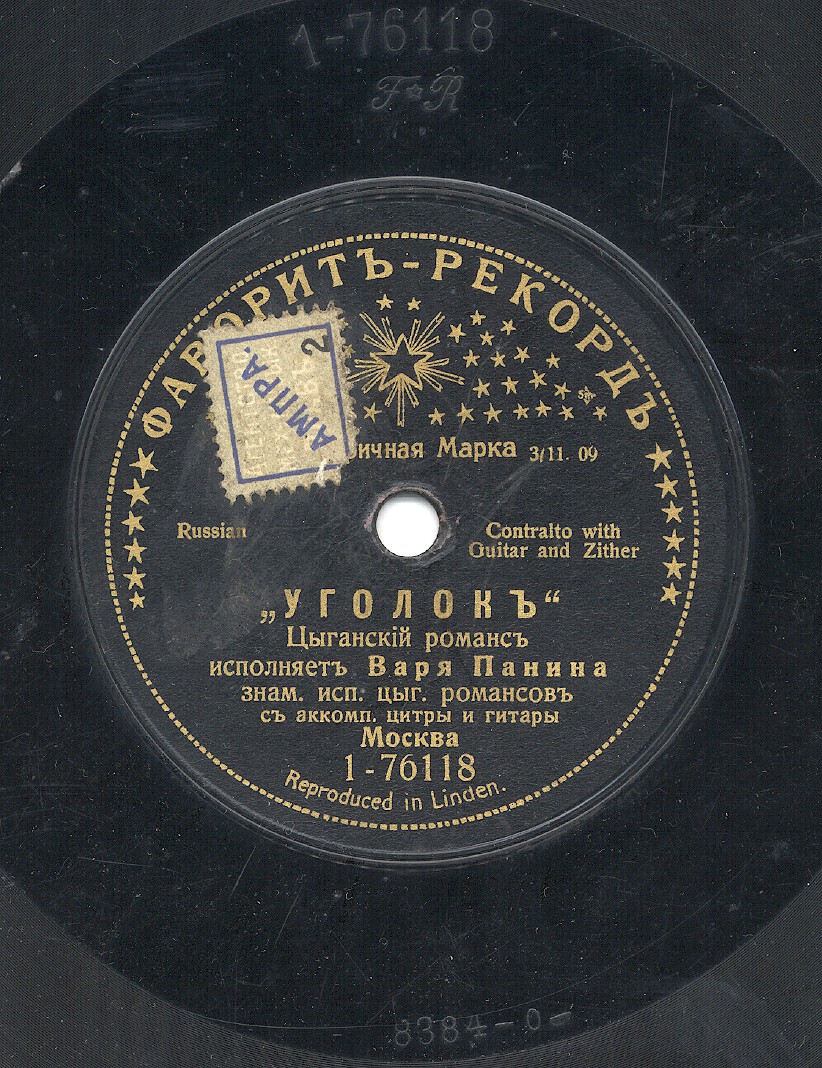 1-76118
F☆R
ФАВОРИТЪ-РЕКОРДЪ
АМПРА.
2
Марка 3/11. 09
Russian
Contralto with
Guitar and Zither
„УГОЛОКЪ“
Цыганскій романсъ
исполняетъ Варя Панина
знам. исп. цыг. романсовъ
съ аккомп. цитры и гитары
Москва
1-76118
Reproduced in Linden.
8384-0-